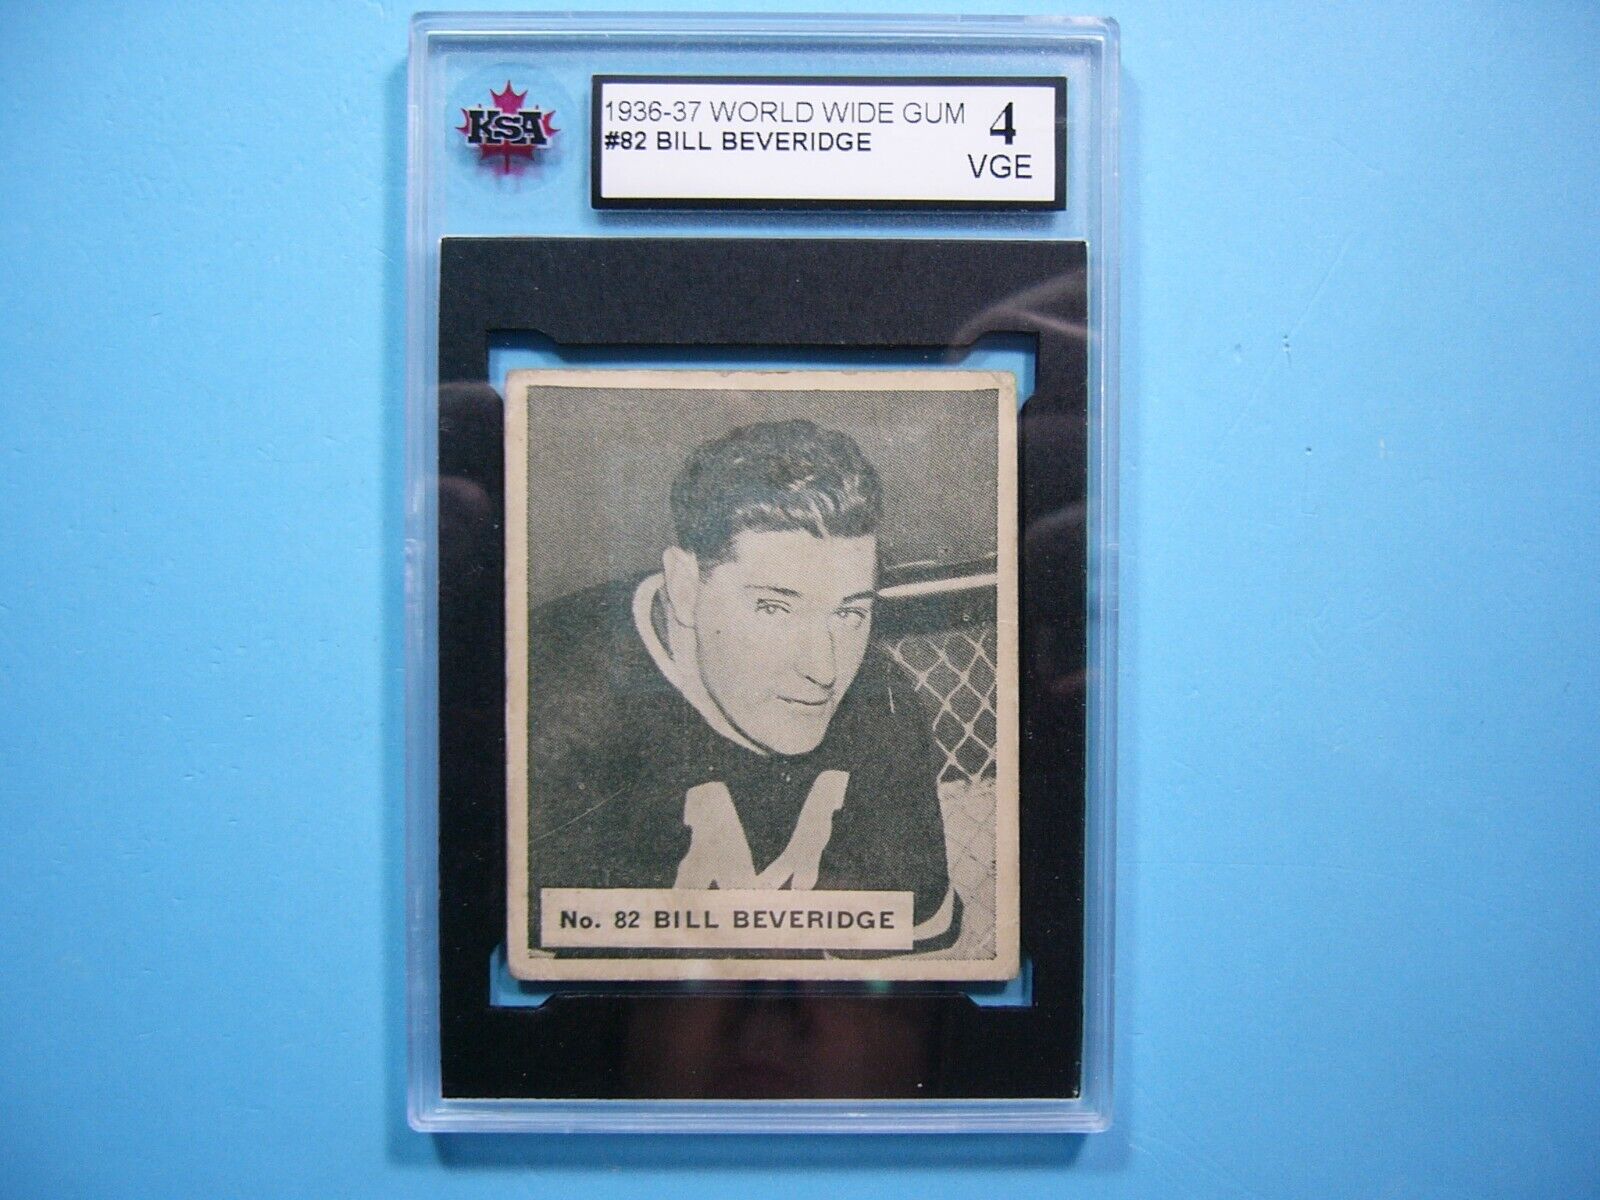 KSA
1936-37 WORLD WIDE GUM 4
#82 BILL BEVERIDGE
VGE
M
No. 82 BILL BEVERIDGE